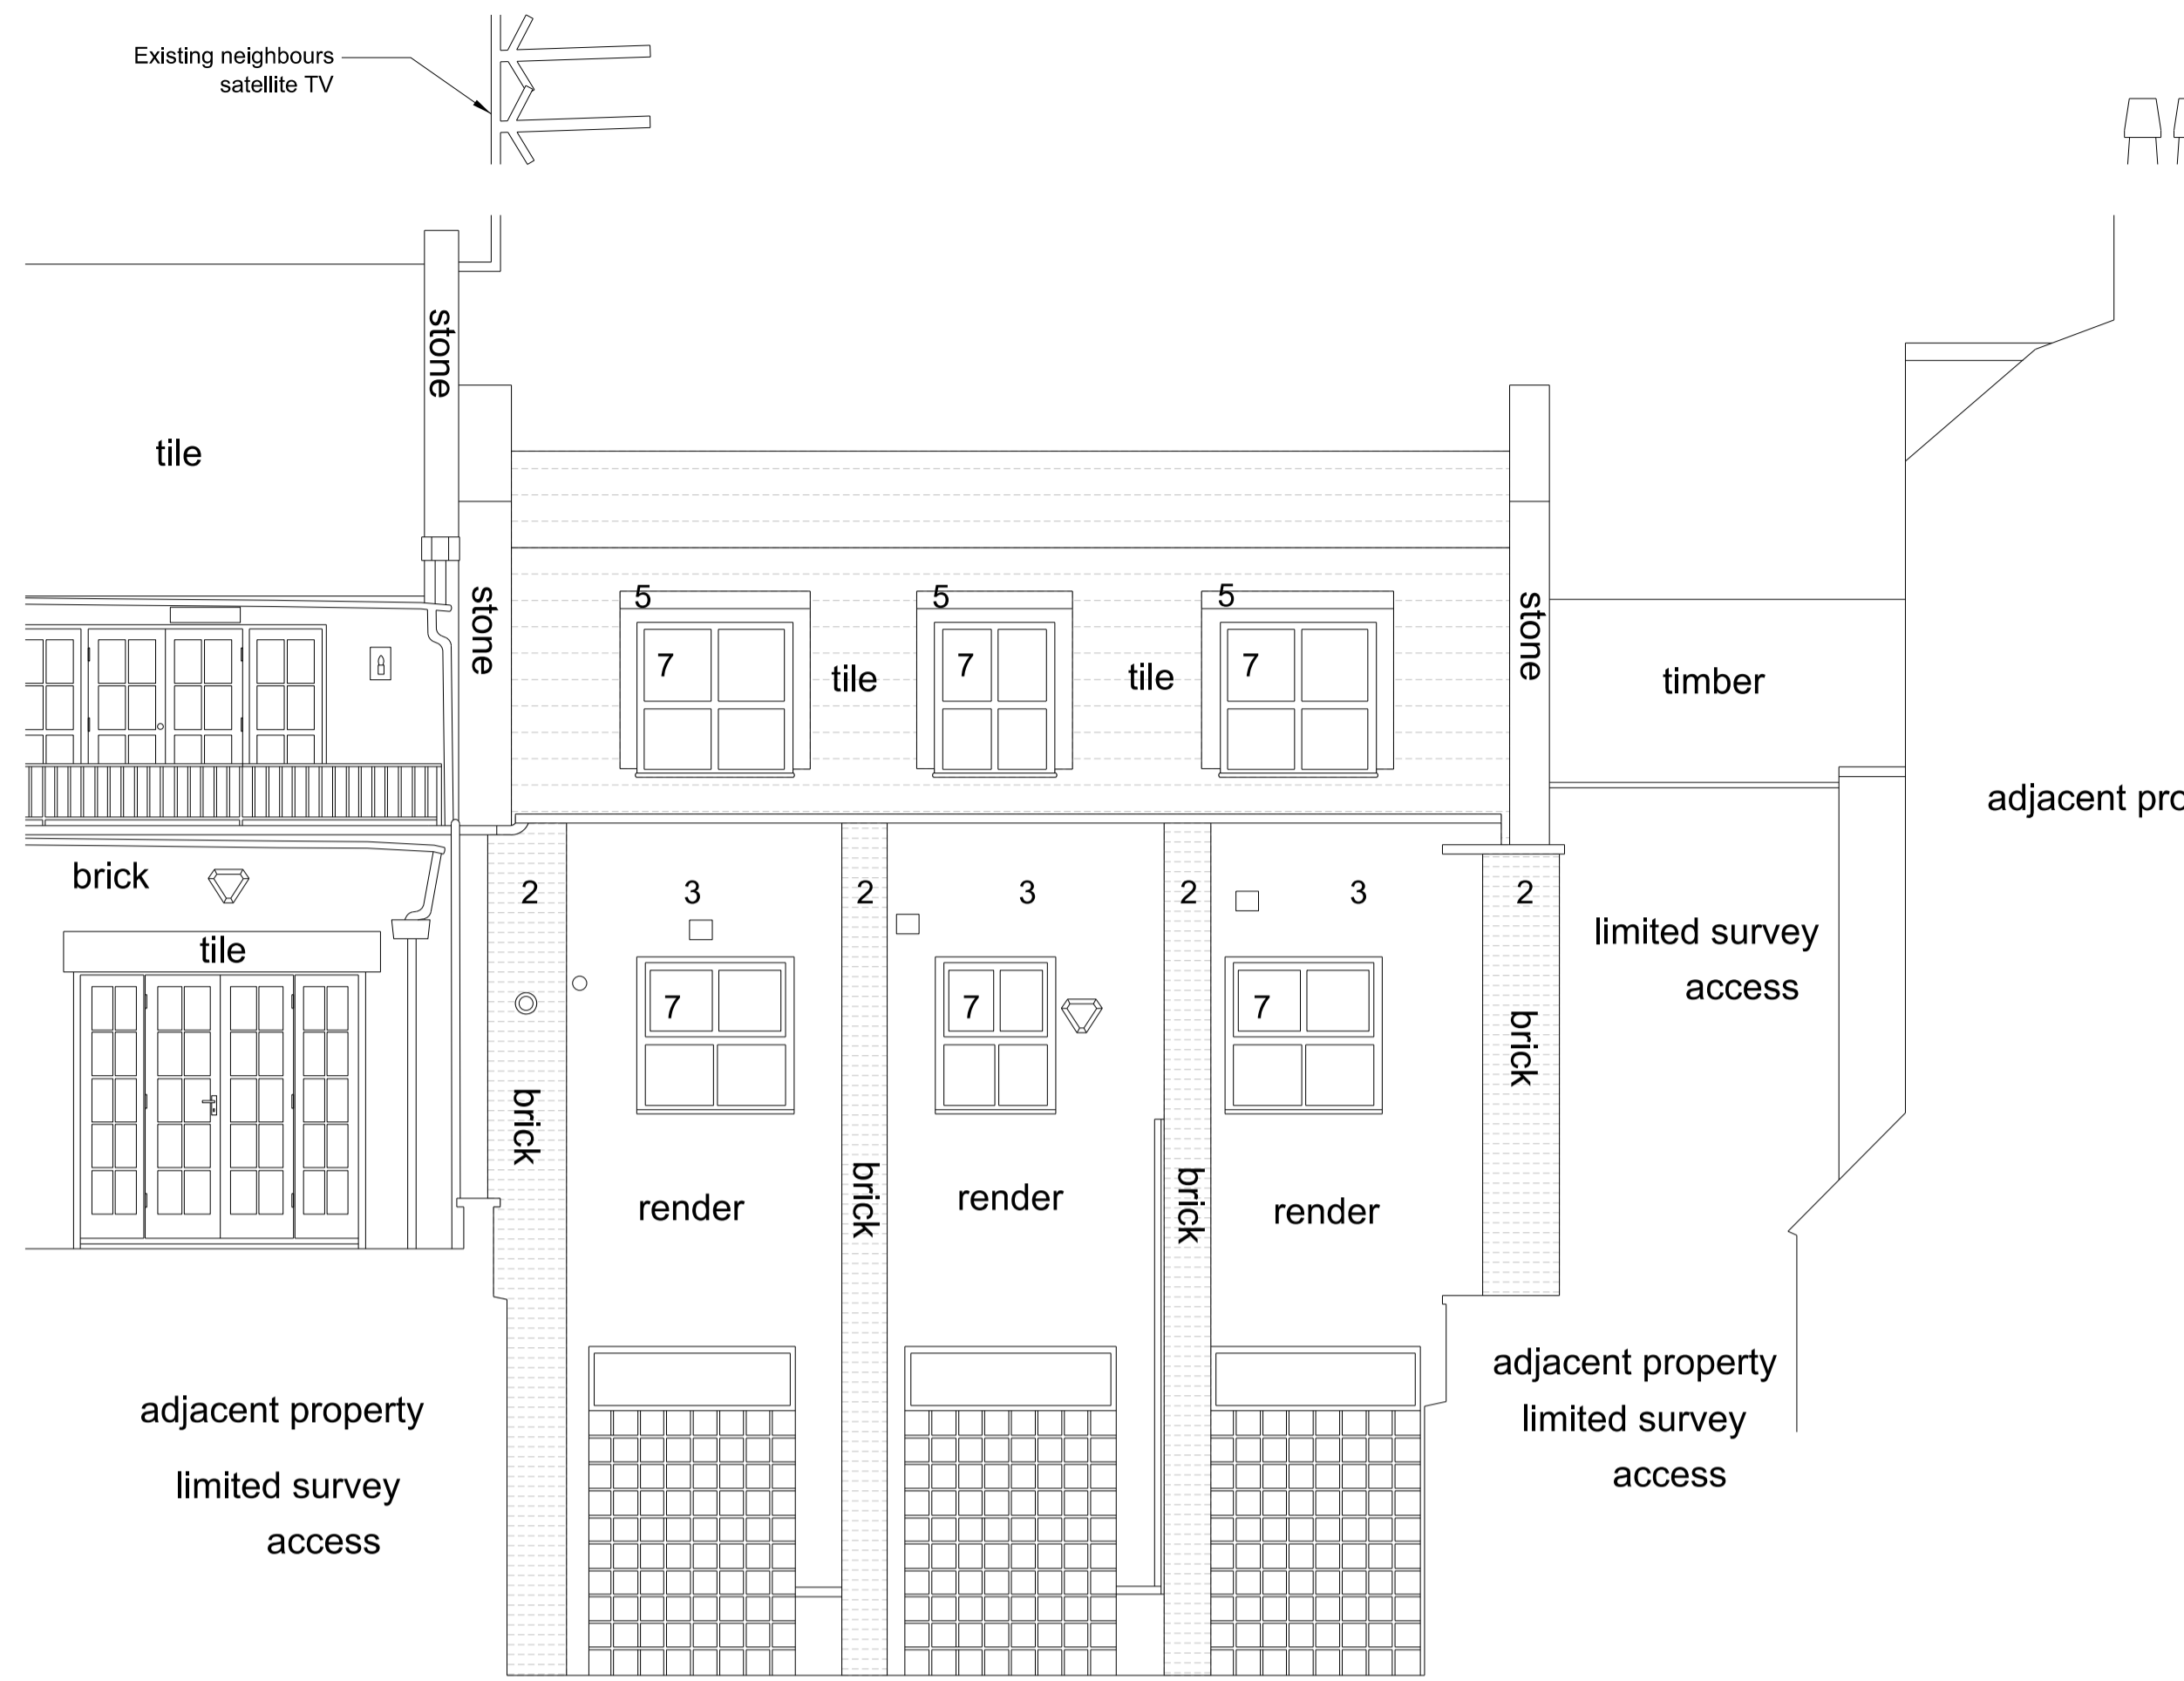 Existing neighbours
satellite TV
stone
tile
stone
5
5
5
stone
7
tile
7
tile
7
timber
adjacent pro
brick
2
3
2
3
2
3
2
tile
limited survey
access
7
7
7
brick
brick
brick
brick
render
render
render
adjacent property
limited survey
access
adjacent property
limited survey
access